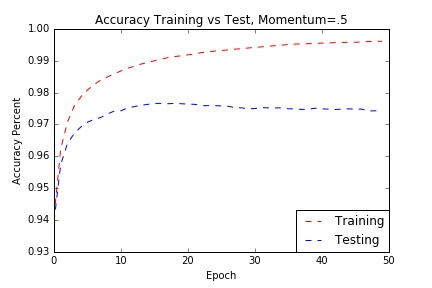 Accuracy Training vs Test, Momentum=.5
1.00
0.99
0.98
0.97
0.96
0.95
0.94
0.93
Accuracy Percent
0 10 20 30 40 50
Epoch
Training
Testing